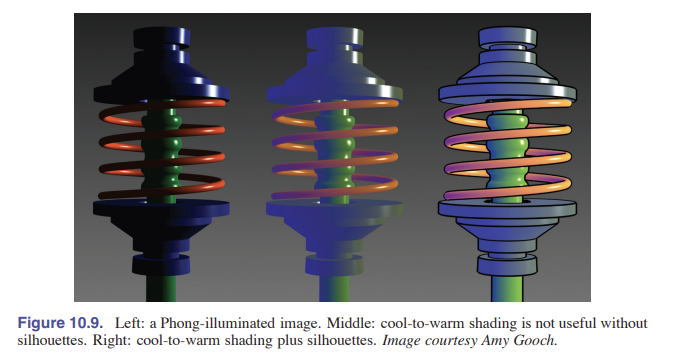 Figure 10.9. Left: a Phong-illuminated image. Middle: cool-to-warm shading is not useful without
silhouettes. Right: cool-to-warm shading plus silhouettes. Image courtesy Amy Gooch.